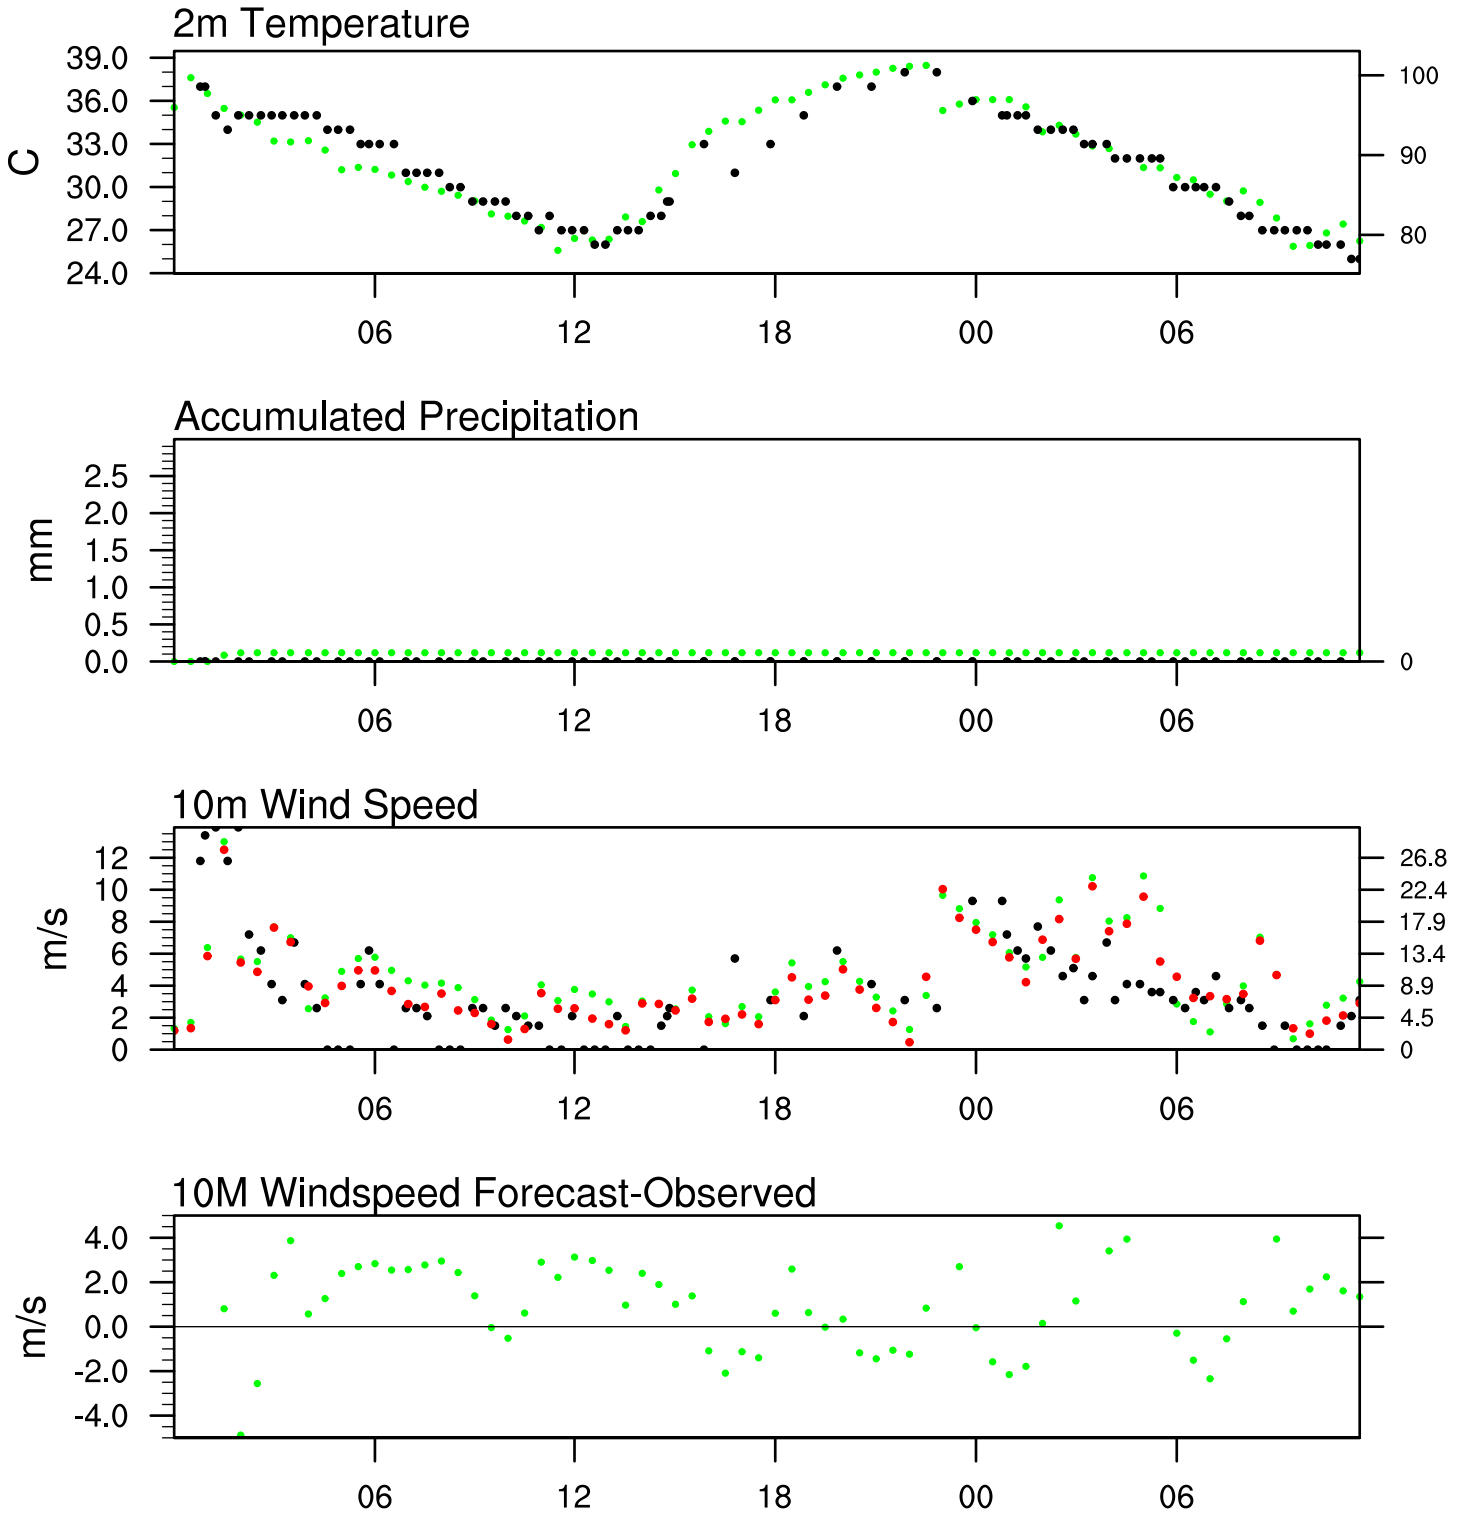 2m Temperature
39.0
36.0
33.0
30.0
27.0
24.0
C
100
90
80
06 12 18 00 06
Accumulated Precipitation
2.5
2.0
1.5
1.0
0.5
0.0
mm
0
06 12 18 00 06
10m Wind Speed
12
10
8
6
4
2
0
m/s
26.8
22.4
17.9
13.4
8.9
4.5
0
06 12 18 00 06
10M Windspeed Forecast-Observed
4.0
2.0
0.0
-2.0
-4.0
m/s
06 12 18 00 06